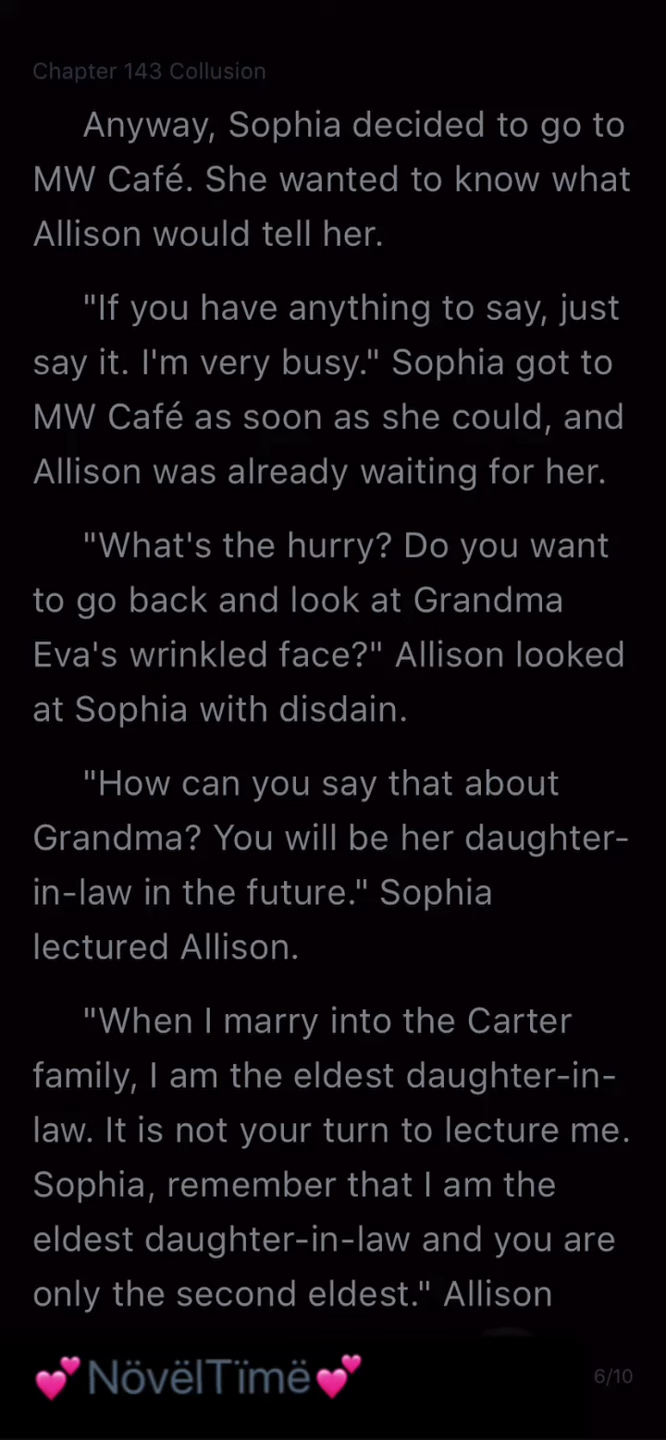 Chapter 143 Collusion
Anyway, Sophia decided to go to
MW Café. She wanted to know what
Allison would tell her.
"If you have anything to say, just
say it. I'm very busy." Sophia got to
MW Café as soon as she could, and
Allison was already waiting for her.
"What's the hurry? Do you want
to go back and look at Grandma
Eva's wrinkled face?" Allison looked
at Sophia with disdain.
"How can you say that about
Grandma? You will be her daughter-
in-law in the future." Sophia
lectured Allison.
"When I marry into the Carter
family, I am the eldest daughter-in-
law. It is not your turn to lecture me.
Sophia, remember that I am the
eldest daughter-in-law and you are
only the second eldest." Allison
💕NövëlTïmë💕
6/10